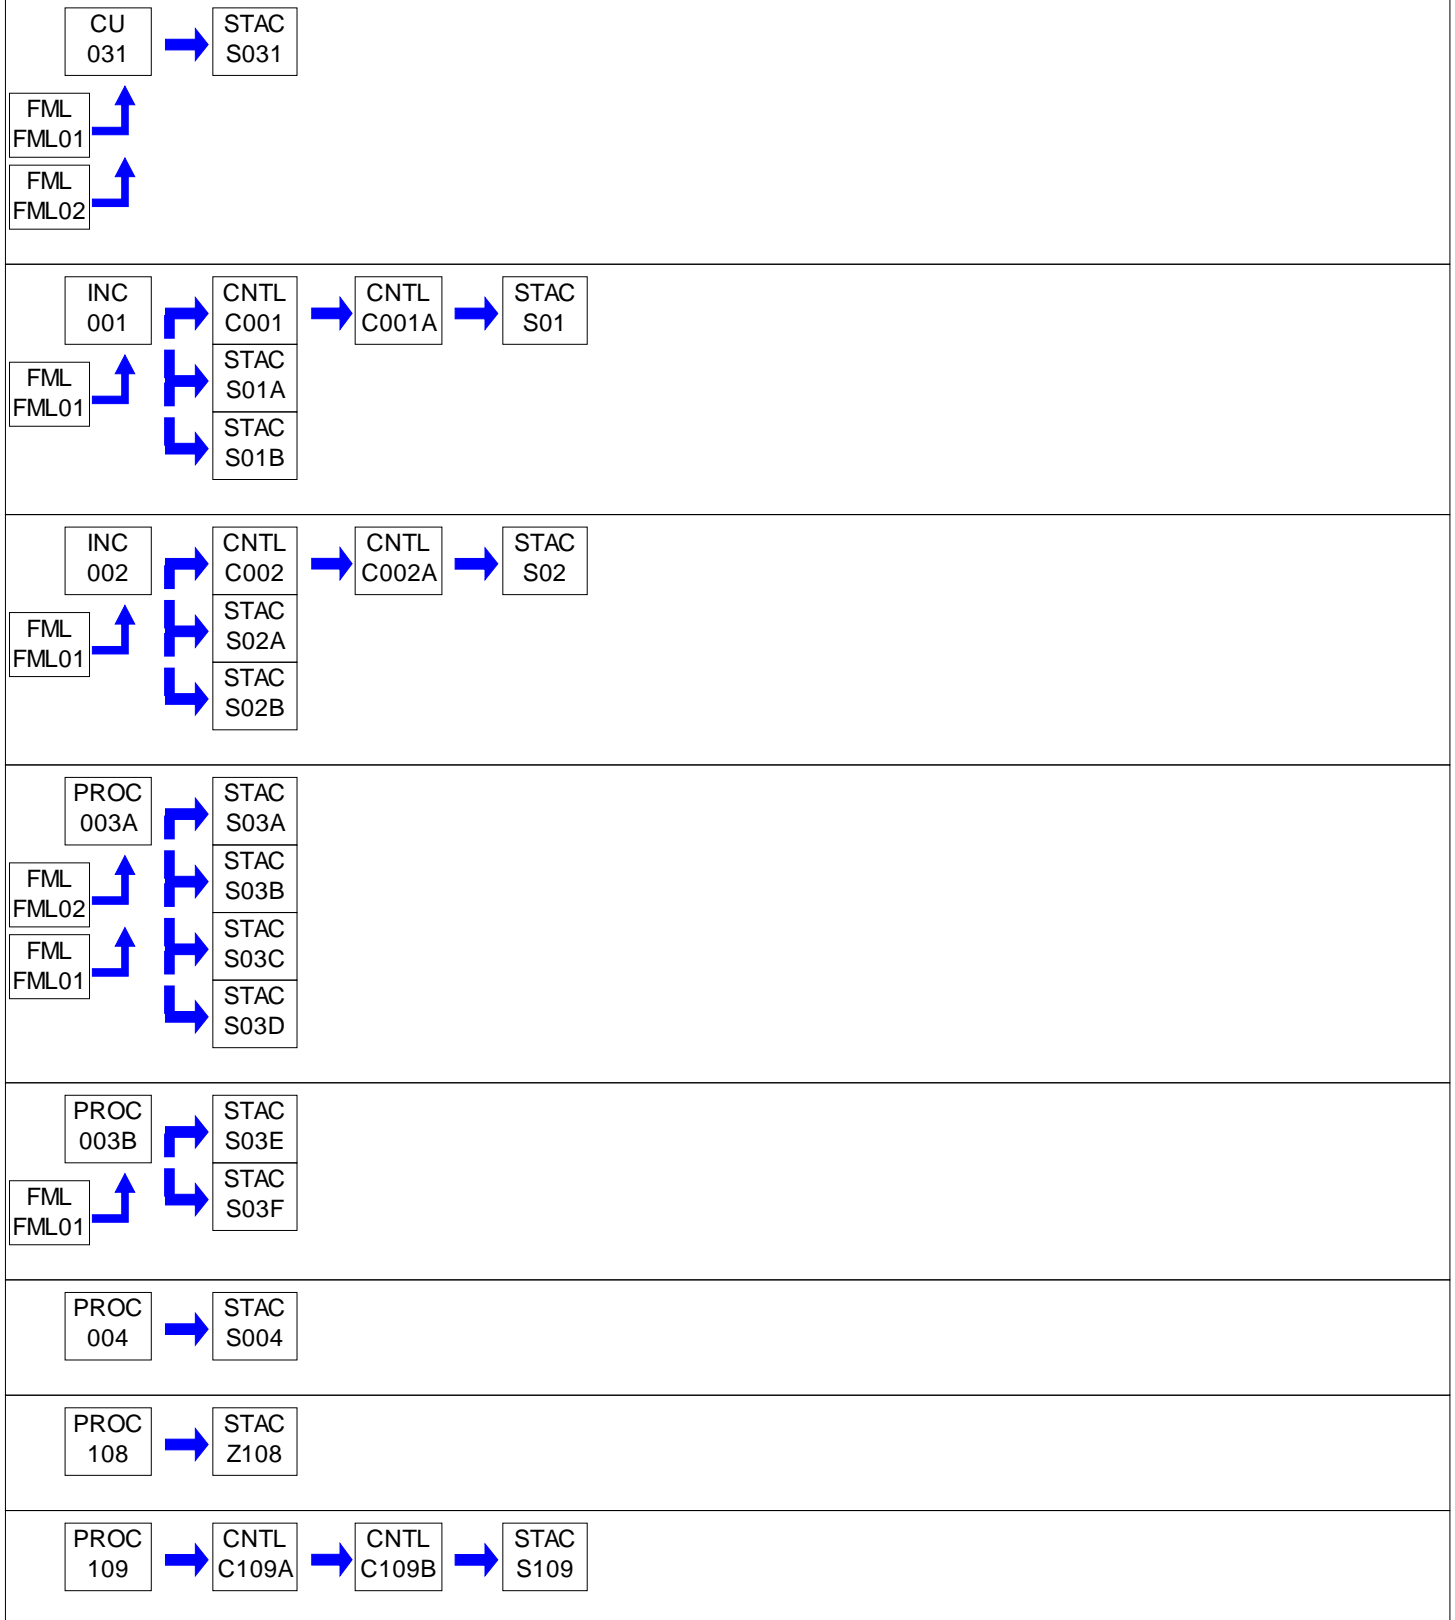 CU
031
STAC
S031
FML
FML01
FML
FML02
INC
001
CNTL
C001
CNTL
C001A
STAC
S01
STAC
S01A
FML
FML01
STAC
S01B
INC
002
CNTL
C002
CNTL
C002A
STAC
S02
STAC
S02A
FML
FML01
STAC
S02B
PROC
003A
STAC
S03A
STAC
S03B
FML
FML02
STAC
S03C
FML
FML01
STAC
S03D
PROC
003B
STAC
S03E
STAC
S03F
FML
FML01
PROC
004
STAC
S004
PROC
108
STAC
Z108
PROC
109
CNTL
C109A
CNTL
C109B
STAC
S109